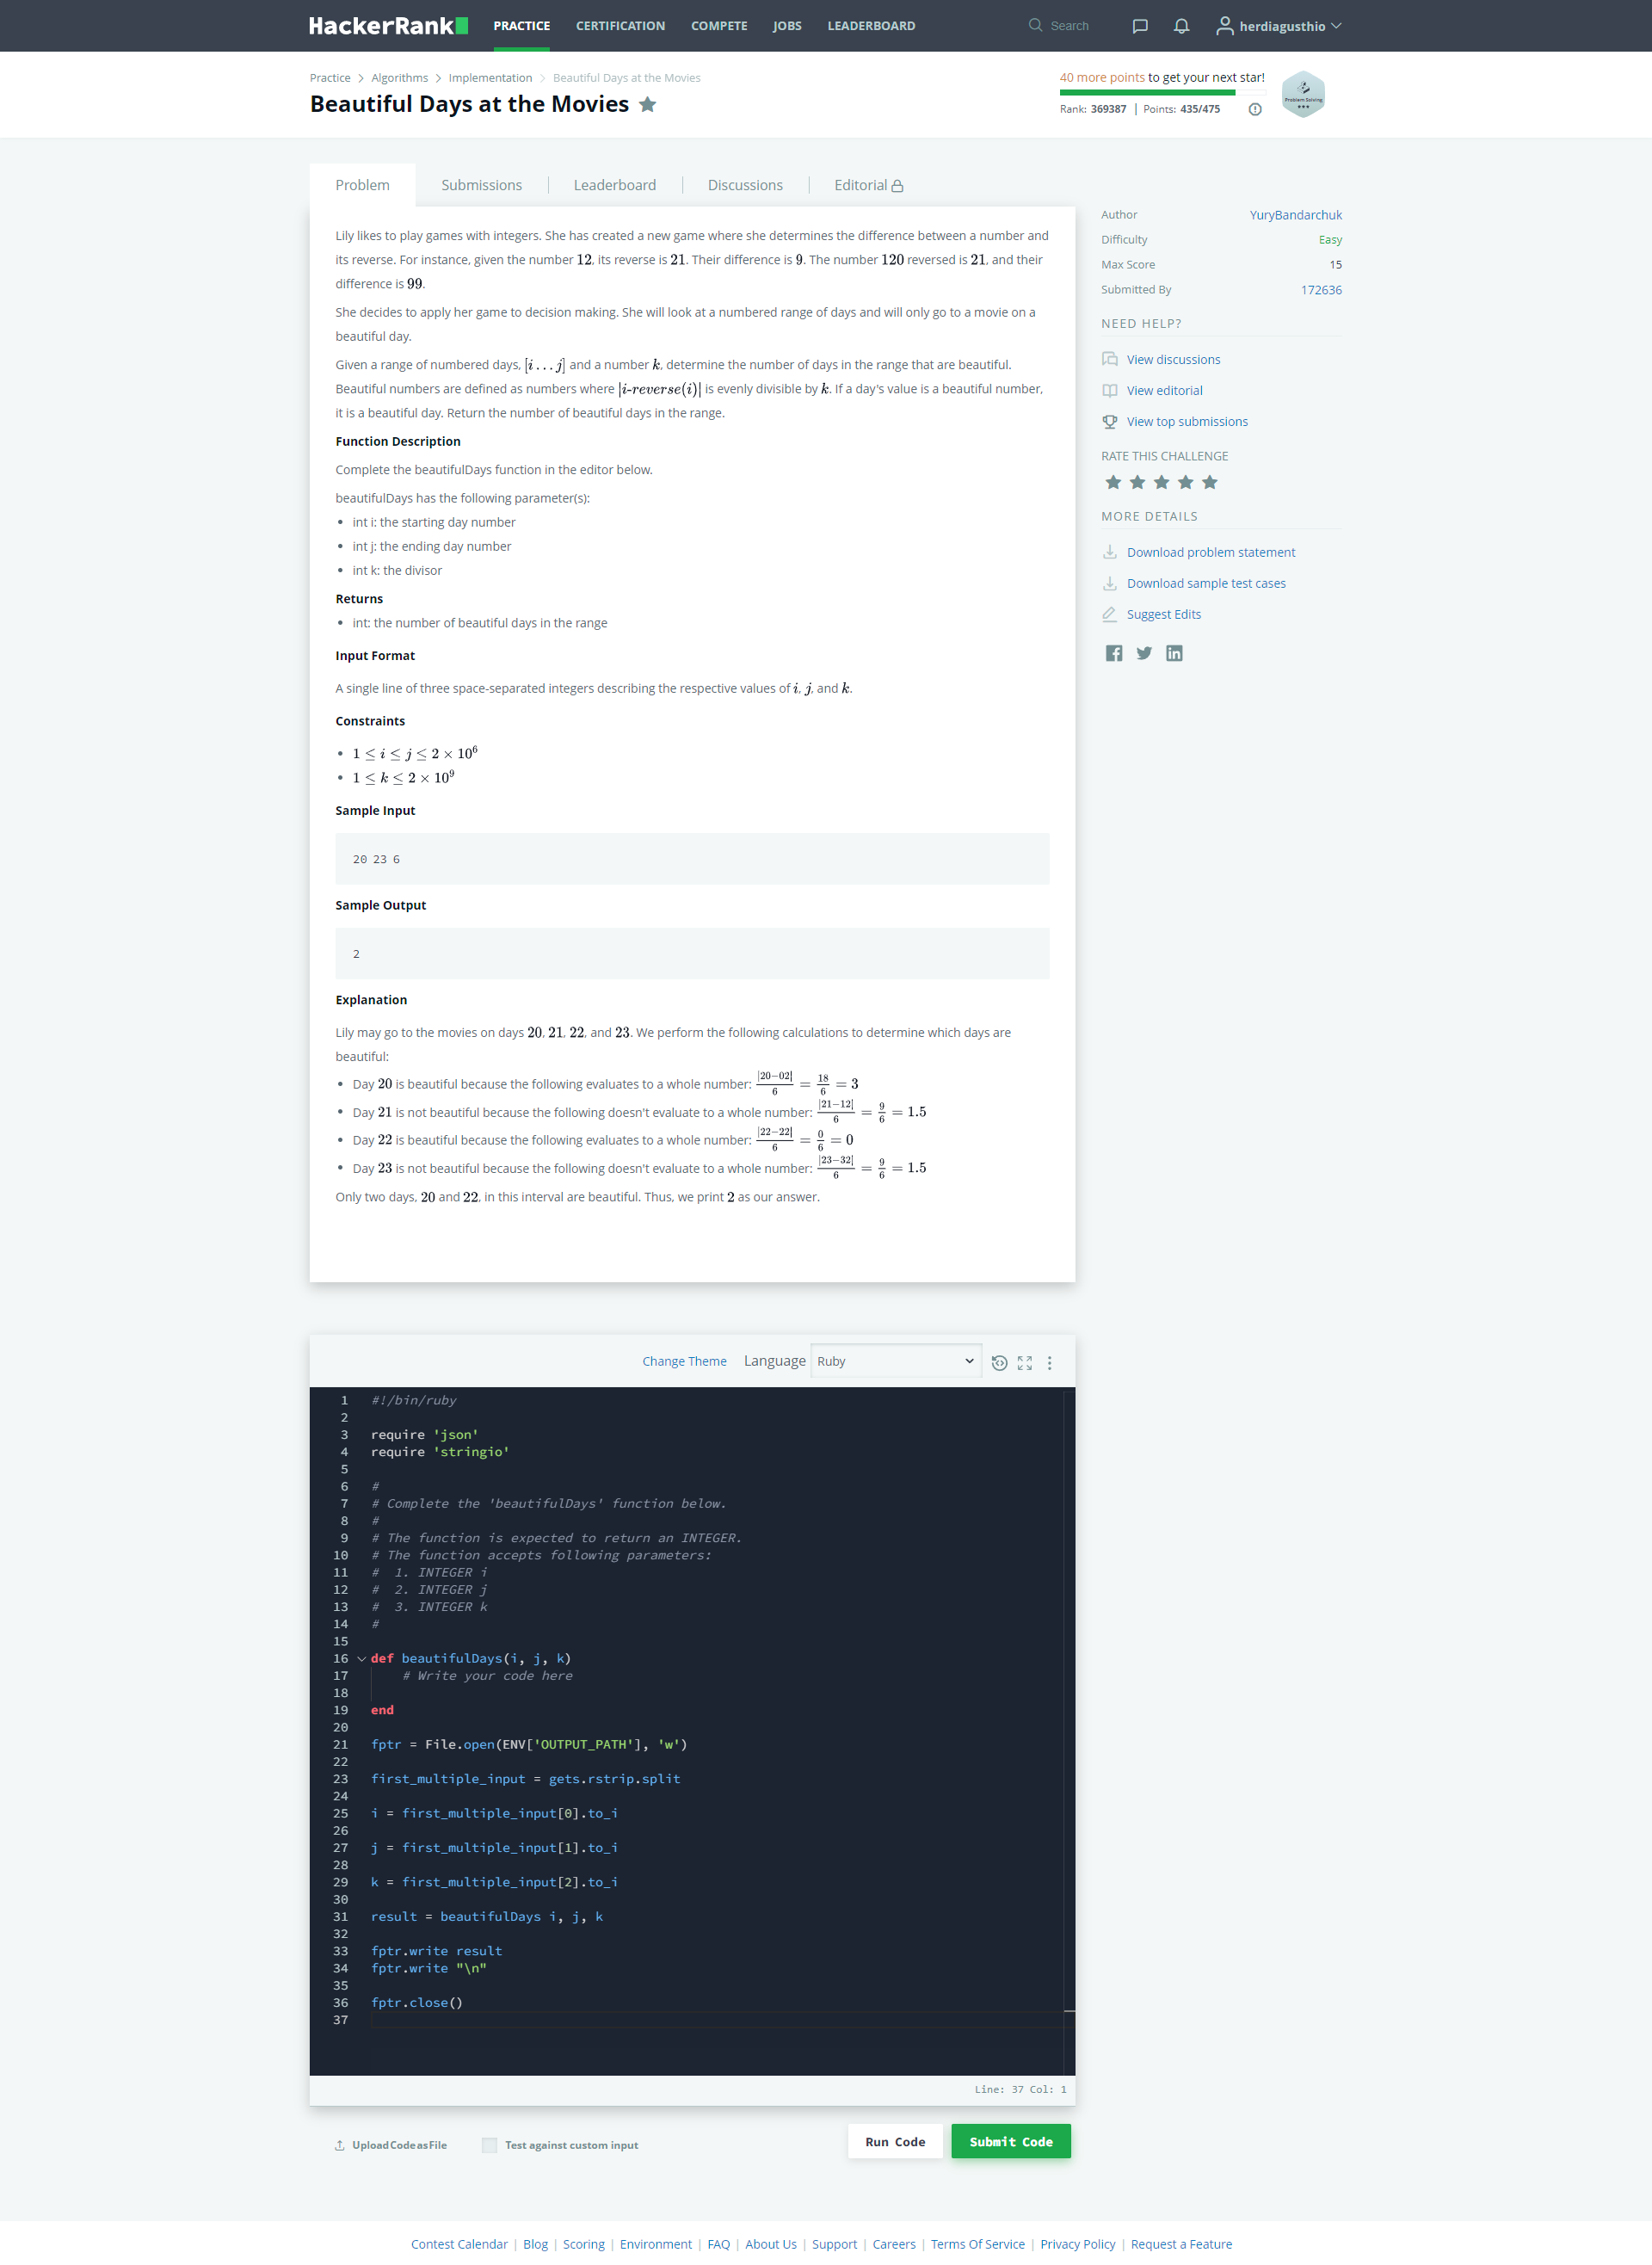 HackerRank PRACTICE CERTIFICATION COMPETE JOBS LEADERBOARD Search herdiagusthio
Practice > Algorithms > Implementation > Beautiful Days at the Movies
Beautiful Days at the Movies
40 more points to get your next star!
Rank: 369387 | Points: 435/475
Problem Solving
Problem Submissions Leaderboard Discussions Editorial
Lily likes to play games with integers. She has created a new game where she determines the difference between a number and
its reverse. For instance, given the number 12, its reverse is 21. Their difference is 9. The number 120 reversed is 21, and their
difference is 99.
She decides to apply her game to decision making. She will look at a numbered range of days and will only go to a movie on a
beautiful day.
Given a range of numbered days, [i . . . j] and a number k, determine the number of days in the range that are beautiful.
Beautiful numbers are defined as numbers where |i-reverse(i)| is evenly divisible by k. If a day's value is a beautiful number,
it is a beautiful day. Return the number of beautiful days in the range.
Function Description
Complete the beautifulDays function in the editor below.
beautifulDays has the following parameter(s):
• int i: the starting day number
• int j: the ending day number
• int k: the divisor
Returns
• int: the number of beautiful days in the range
Input Format
A single line of three space-separated integers describing the respective values of i, j, and k.
Constraints
• 1 ≤ i ≤ j ≤ 2 × 10⁶
• 1 ≤ k ≤ 2 × 10⁹
Sample Input
20 23 6
Sample Output
2
Explanation
Lily may go to the movies on days 20, 21, 22, and 23. We perform the following calculations to determine which days are
beautiful:
• Day 20 is beautiful because the following evaluates to a whole number: |20−02|/6 = 18/6 = 3
• Day 21 is not beautiful because the following doesn't evaluate to a whole number: |21−12|/6 = 9/6 = 1.5
• Day 22 is beautiful because the following evaluates to a whole number: |22−22|/6 = 0/6 = 0
• Day 23 is not beautiful because the following doesn't evaluate to a whole number: |23−32|/6 = 9/6 = 1.5
Only two days, 20 and 22, in this interval are beautiful. Thus, we print 2 as our answer.
Author YuryBandarchuk
Difficulty Easy
Max Score 15
Submitted By 172636
NEED HELP?
View discussions
View editorial
View top submissions
RATE THIS CHALLENGE
MORE DETAILS
Download problem statement
Download sample test cases
Suggest Edits
Change Theme Language Ruby
1 #!/bin/ruby
2
3 require 'json'
4 require 'stringio'
5
6 #
7 # Complete the 'beautifulDays' function below.
8 #
9 # The function is expected to return an INTEGER.
10 # The function accepts following parameters:
11 #  1. INTEGER i
12 #  2. INTEGER j
13 #  3. INTEGER k
14 #
15
16 def beautifulDays(i, j, k)
17     # Write your code here
18
19 end
20
21 fptr = File.open(ENV['OUTPUT_PATH'], 'w')
22
23 first_multiple_input = gets.rstrip.split
24
25 i = first_multiple_input[0].to_i
26
27 j = first_multiple_input[1].to_i
28
29 k = first_multiple_input[2].to_i
30
31 result = beautifulDays i, j, k
32
33 fptr.write result
34 fptr.write "\n"
35
36 fptr.close()
37
Line: 37 Col: 1
Upload Code as File Test against custom input Run Code Submit Code
Contest Calendar | Blog | Scoring | Environment | FAQ | About Us | Support | Careers | Terms Of Service | Privacy Policy | Request a Feature